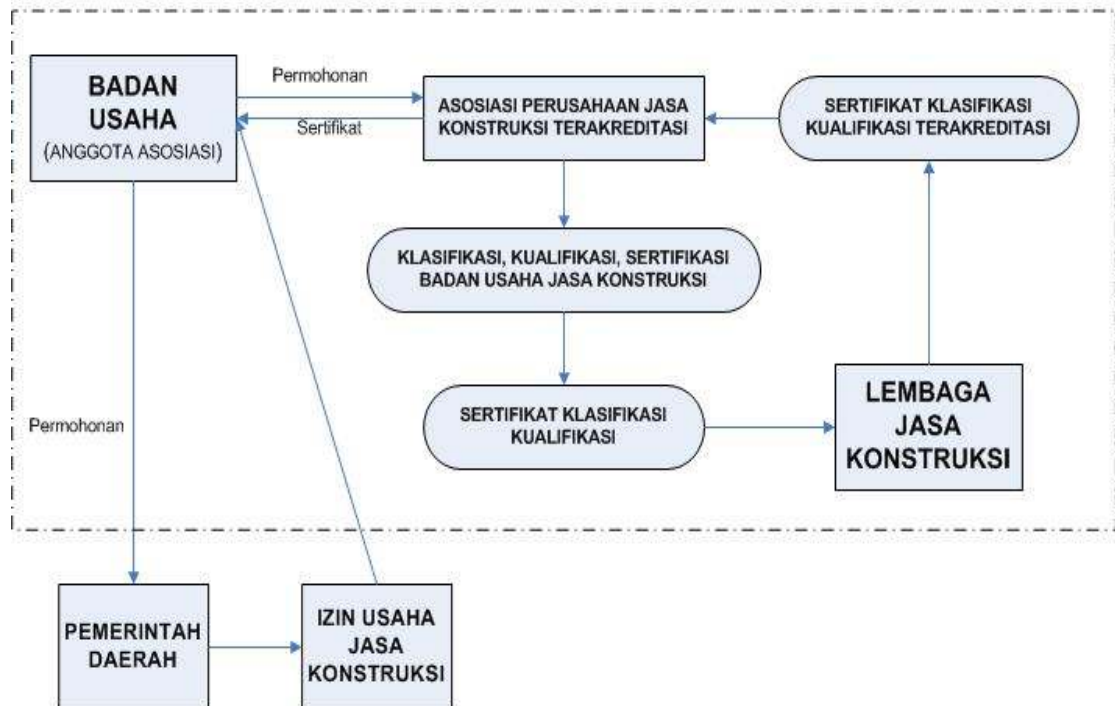 BADAN
USAHA
(ANGGOTA ASOSIASI)
Permohonan
Sertifikat
ASOSIASI PERUSAHAAN JASA
KONSTRUKSI TERAKREDITASI
SERTIFIKAT KLASIFIKASI
KUALIFIKASI TERAKREDITASI
KLASIFIKASI, KUALIFIKASI, SERTIFIKASI
BADAN USAHA JASA KONSTRUKSI
SERTIFIKAT KLASIFIKASI
KUALIFIKASI
LEMBAGA
JASA
KONSTRUKSI
Permohonan
PEMERINTAH
DAERAH
IZIN USAHA
JASA
KONSTRUKSI